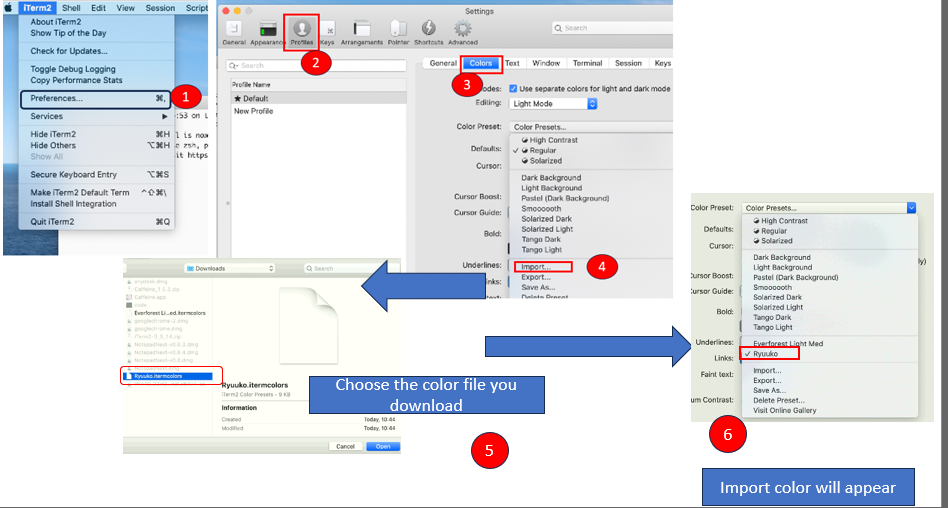 iTerm2 Shell Edit View Session Script
About iTerm2
Show Tip of the Day
Check for Updates...
Toggle Debug Logging
Copy Performance Stats
Preferences... ⌘,
Services
Hide iTerm2 ⌘H
Hide Others ⌥⌘H
Show All
Secure Keyboard Entry ⌥⌘S
Make iTerm2 Default Term ^⇧⌘\
Install Shell Integration
Quit iTerm2 ⌘Q
1
:53 on
Settings
General Appearance Profiles Keys Arrangements Pointer Shortcuts Advanced
Search
2
Search
Profile Name
★ Default
New Profile
General Colors Text Window Terminal Session Keys
3
odes: Use separate colors for light and dark mode
Editing: Light Mode
Color Preset: Color Presets...
Defaults:
Cursor:
Cursor Boost:
Cursor Guide:
Bold:
Underlines:
High Contrast
✓ Regular
Solarized
Dark Background
Light Background
Pastel (Dark Background)
Smoooooth
Solarized Dark
Solarized Light
Tango Dark
Tango Light
Import...
Export...
Save As...
Delete Preset
4
Downloads
Search
Caffeine.app
code
Everforest Li...ed.itermcolors
Ryuuko.itermcolors
Ryuuko.itermcolors
iTerm2 Color Presets - 9 KB
Information
Created Today, 10:44
Modified Today, 10:44
Cancel Open
Choose the color file you
download
5
Color Preset: Color Presets...
Defaults:
Cursor:
Cursor Boost:
Cursor Guide:
Bold:
Underlines:
Links:
Faint text:
um Contrast:
High Contrast
Regular
Solarized
Dark Background
Light Background
Pastel (Dark Background)
Smoooooth
Solarized Dark
Solarized Light
Tango Dark
Tango Light
Everforest Light Med
✓ Ryuuko
Import...
Export...
Save As...
Delete Preset...
Visit Online Gallery
6
Import color will appear